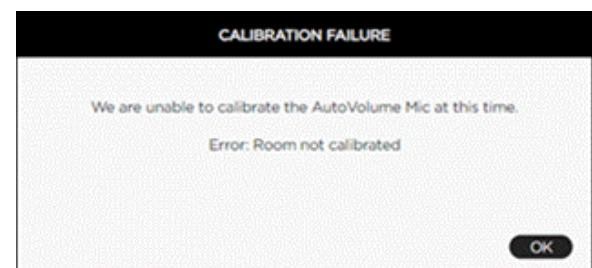 CALIBRATION FAILURE
We are unable to calibrate the AutoVolume Mic at this time.
Error: Room not calibrated
OK